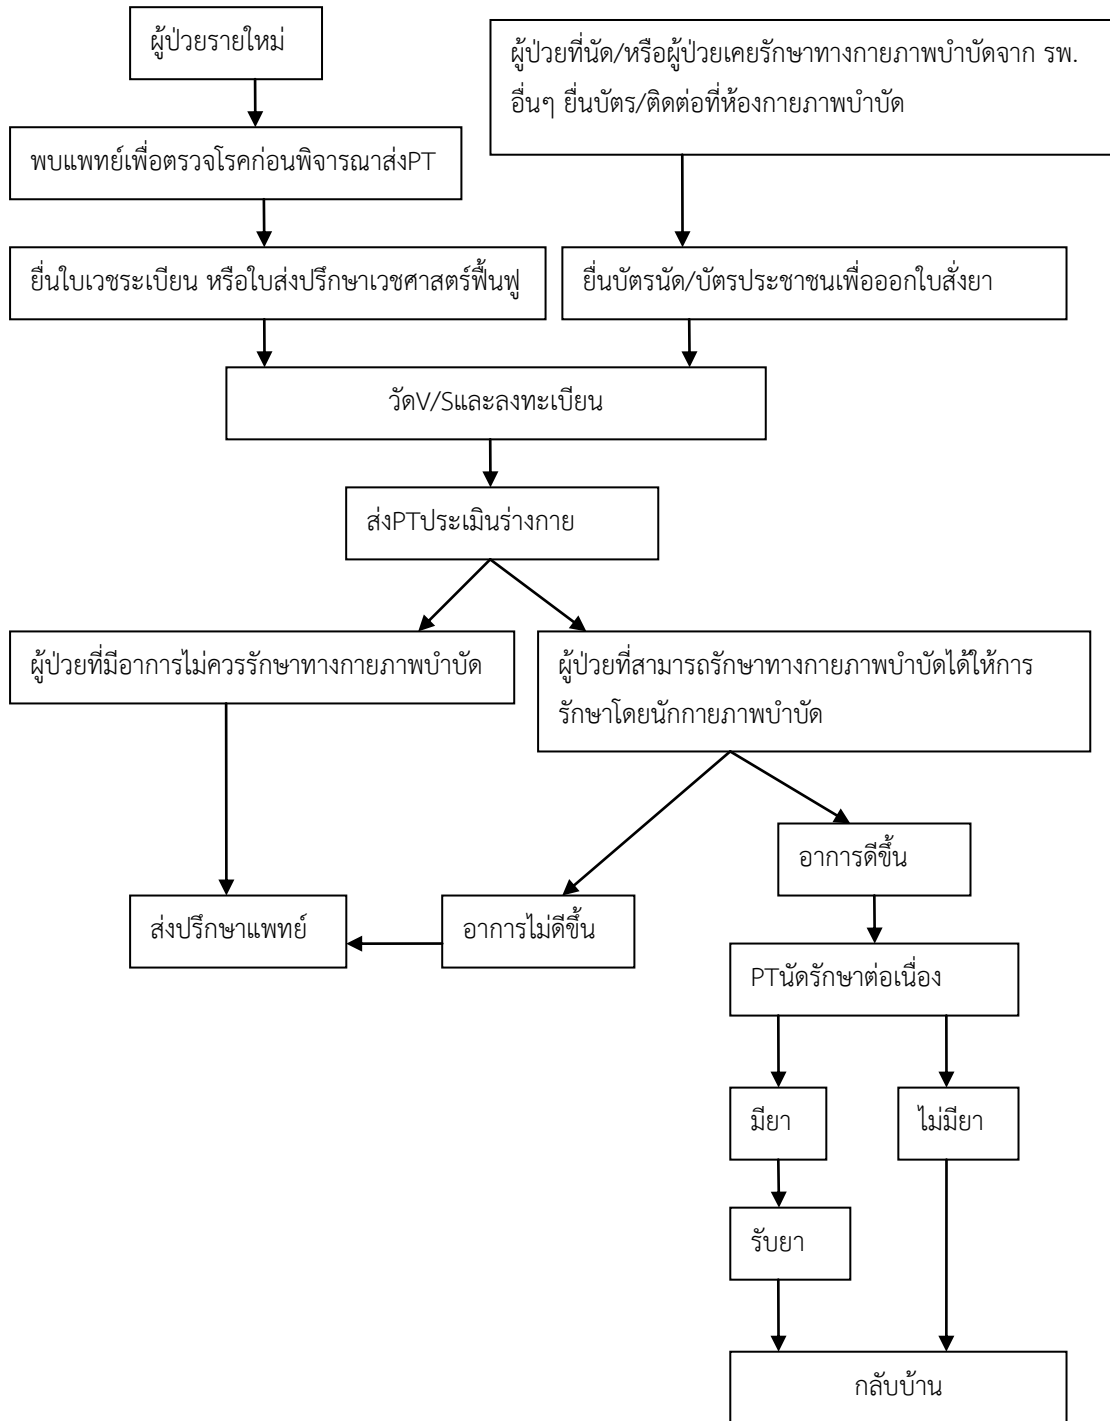 ผู้ป่วยรายใหม่
ผู้ป่วยที่นัด/หรือผู้ป่วยเคยรักษาทางกายภาพบำบัดจาก รพ.
อื่นๆ ยื่นบัตร/ติดต่อที่ห้องกายภาพบำบัด
พบแพทย์เพื่อตรวจโรคก่อนพิจารณาส่งPT
ยื่นใบเวชระเบียน หรือใบส่งปรึกษาเวชศาสตร์ฟื้นฟู
ยื่นบัตรนัด/บัตรประชาชนเพื่อออกใบสั่งยา
วัดV/Sและลงทะเบียน
ส่งPTประเมินร่างกาย
ผู้ป่วยที่มีอาการไม่ควรรักษาทางกายภาพบำบัด
ผู้ป่วยที่สามารถรักษาทางกายภาพบำบัดได้ให้การ
รักษาโดยนักกายภาพบำบัด
อาการดีขึ้น
ส่งปรึกษาแพทย์
อาการไม่ดีขึ้น
PTนัดรักษาต่อเนื่อง
มียา
ไม่มียา
รับยา
กลับบ้าน